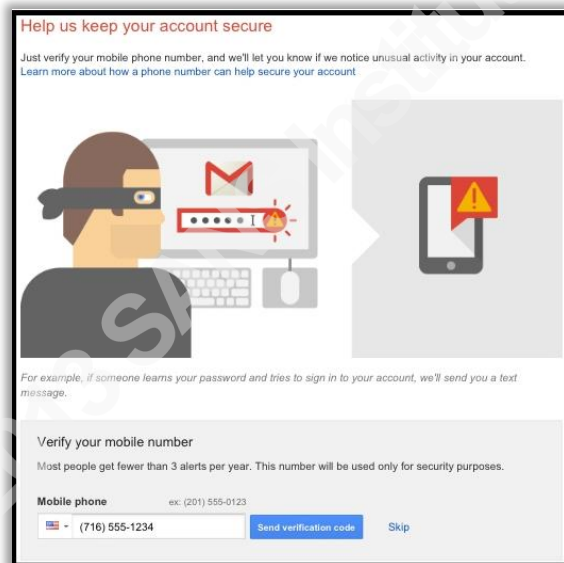 Help us keep your account secure
Just verify your mobile phone number, and we'll let you know if we notice unusual activity in your account.
Learn more about how a phone number can help secure your account
For example, if someone learns your password and tries to sign in to your account, we'll send you a text
message.
Verify your mobile number
Most people get fewer than 3 alerts per year. This number will be used only for security purposes.
Mobile phone ex: (201) 555-0123
(716) 555-1234 Send verification code Skip